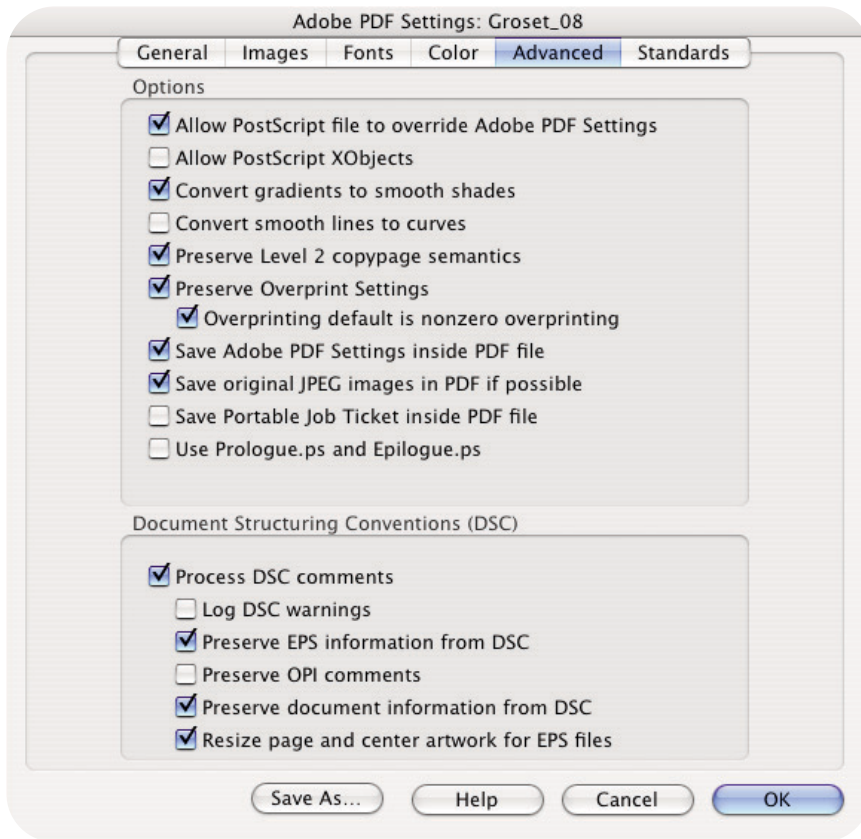 Adobe PDF Settings: Groset_08
General Images Fonts Color Advanced Standards
Options
Allow PostScript file to override Adobe PDF Settings
Allow PostScript XObjects
Convert gradients to smooth shades
Convert smooth lines to curves
Preserve Level 2 copypage semantics
Preserve Overprint Settings
Overprinting default is nonzero overprinting
Save Adobe PDF Settings inside PDF file
Save original JPEG images in PDF if possible
Save Portable Job Ticket inside PDF file
Use Prologue.ps and Epilogue.ps
Document Structuring Conventions (DSC)
Process DSC comments
Log DSC warnings
Preserve EPS information from DSC
Preserve OPI comments
Preserve document information from DSC
Resize page and center artwork for EPS files
Save As... Help Cancel OK